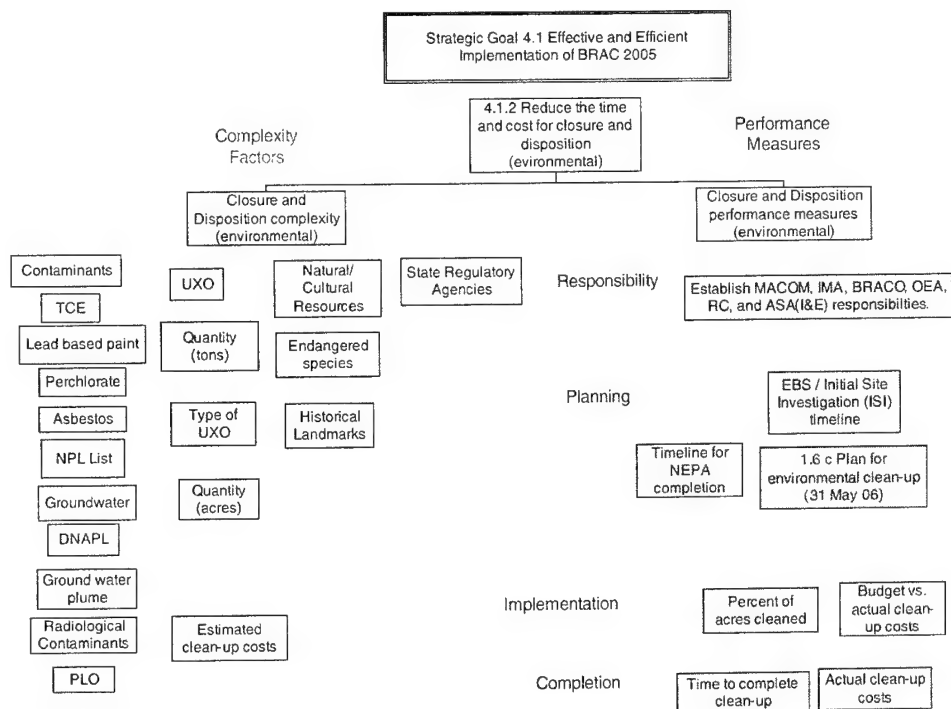 Strategic Goal 4.1 Effective and Efficient
Implementation of BRAC 2005
4.1.2 Reduce the time
and cost for closure and
disposition
(evironmental)
Complexity
Factors
Performance
Measures
Closure and
Disposition complexity
(environmental)
Closure and Disposition
performance measures
(environmental)
Contaminants
TCE
Lead based paint
Perchlorate
Asbestos
NPL List
Groundwater
DNAPL
Ground water
plume
Radiological
Contaminants
PLO
UXO
Quantity
(tons)
Type of
UXO
Quantity
(acres)
Estimated
clean-up costs
Natural/
Cultural
Resources
Endangered
species
Historical
Landmarks
State Regulatory
Agencies
Responsibility
Establish MACOM, IMA, BRACO, OEA,
RC, and ASA(I&E) responsibilties.
Planning
EBS / Initial Site
Investigation (ISI)
timeline
Timeline for
NEPA
completion
1.6 c Plan for
environmental clean-up
(31 May 06)
Implementation
Percent of
acres cleaned
Budget vs.
actual clean-
up costs
Completion
Time to complete
clean-up
Actual clean-up
costs